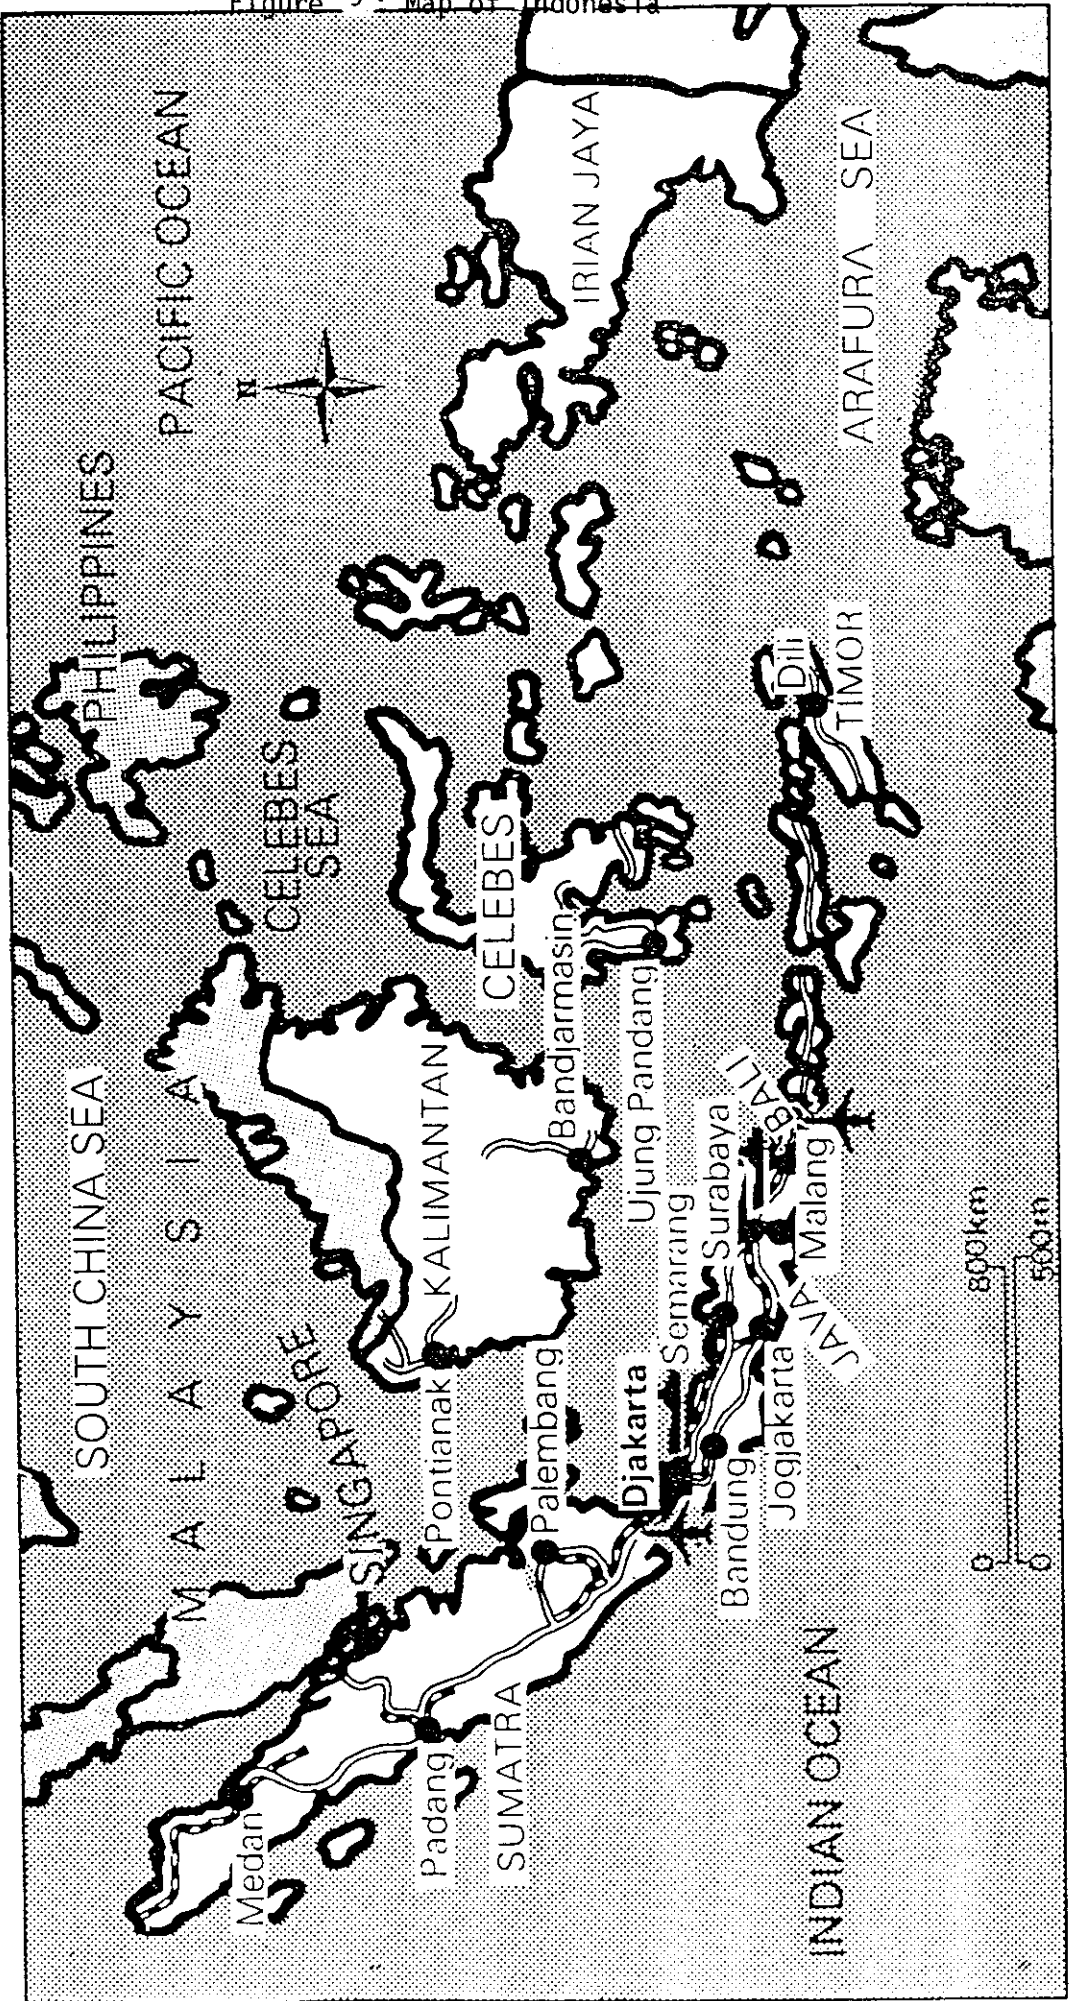 Figure 9: Map of Indonesia
PHILIPPINES
PACIFIC OCEAN
SOUTH CHINA SEA
MALAYSIA
N
CELEBES
SEA
SINGAPORE
Medan
Padang
SUMATRA
Pontianak
KALIMANTAN
CELEBES
IRIAN JAYA
Palembang
Bandjarmasin
Djakarta
Ujung Pandang
Semarang
Surabaya
BALI
Bandung
Jogjakarta
JAVA
Malang
Dili
TIMOR
ARAFURA SEA
INDIAN OCEAN
0 800km
0 500m